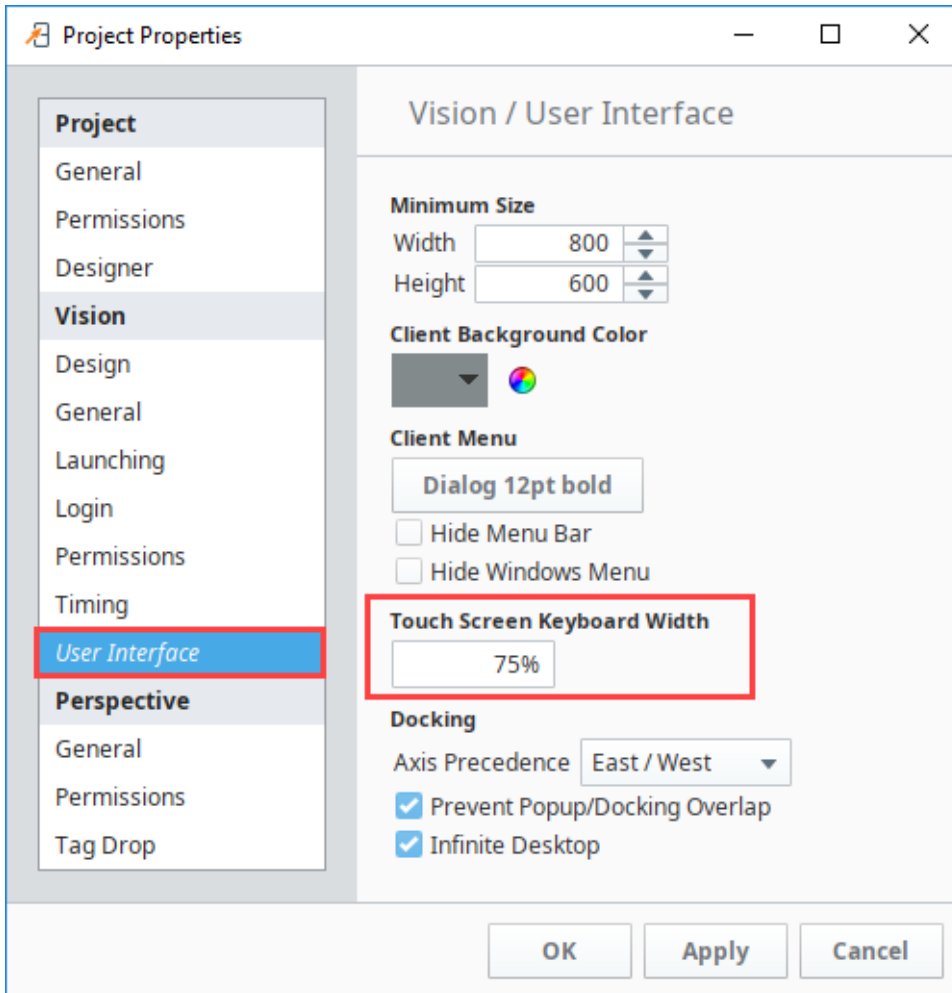 Project Properties
Project
General
Permissions
Designer
Vision
Design
General
Launching
Login
Permissions
Timing
User Interface
Perspective
General
Permissions
Tag Drop
Vision / User Interface
Minimum Size
Width 800
Height 600
Client Background Color
Client Menu
Dialog 12pt bold
Hide Menu Bar
Hide Windows Menu
Touch Screen Keyboard Width
75%
Docking
Axis Precedence East / West
Prevent Popup/Docking Overlap
Infinite Desktop
OK Apply Cancel